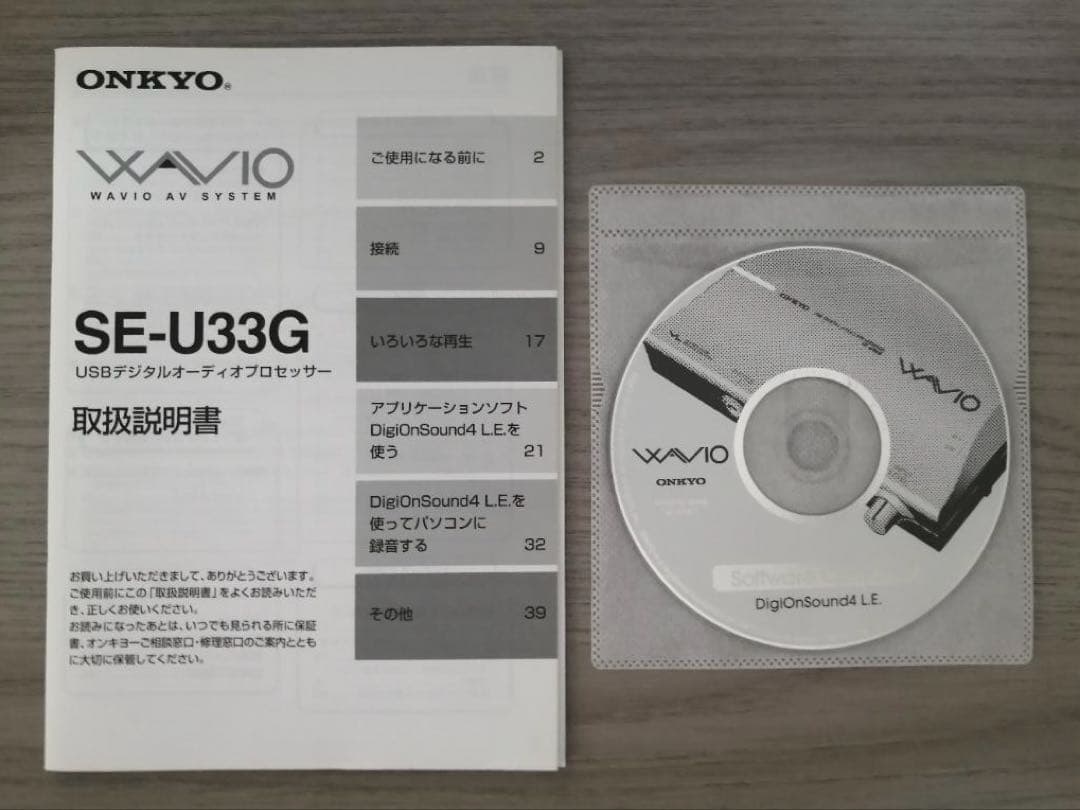 ONKYO®
WAVIO
WAVIO AV SYSTEM
SE-U33G
USBデジタルオーディオプロセッサー
取扱説明書
お買い上げいただきまして、ありがとうございます。
ご使用前にこの「取扱説明書」をよくお読みいただ
き、正しくお使いください。
お読みになったあとは、いつでも見られる所に保証
書、オンキヨーご相談窓口・修理窓口のご案内ととも
に大切に保管してください。
ご使用になる前に 2
接続 9
いろいろな再生 17
アプリケーションソフト
DigiOnSound4 L.E.を
使う 21
DigiOnSound4 L.E.を
使ってパソコンに
録音する 32
その他 39
ONKYO
WAVIO
WAVIO
ONKYO
Software
DigiOnSound4 L.E.